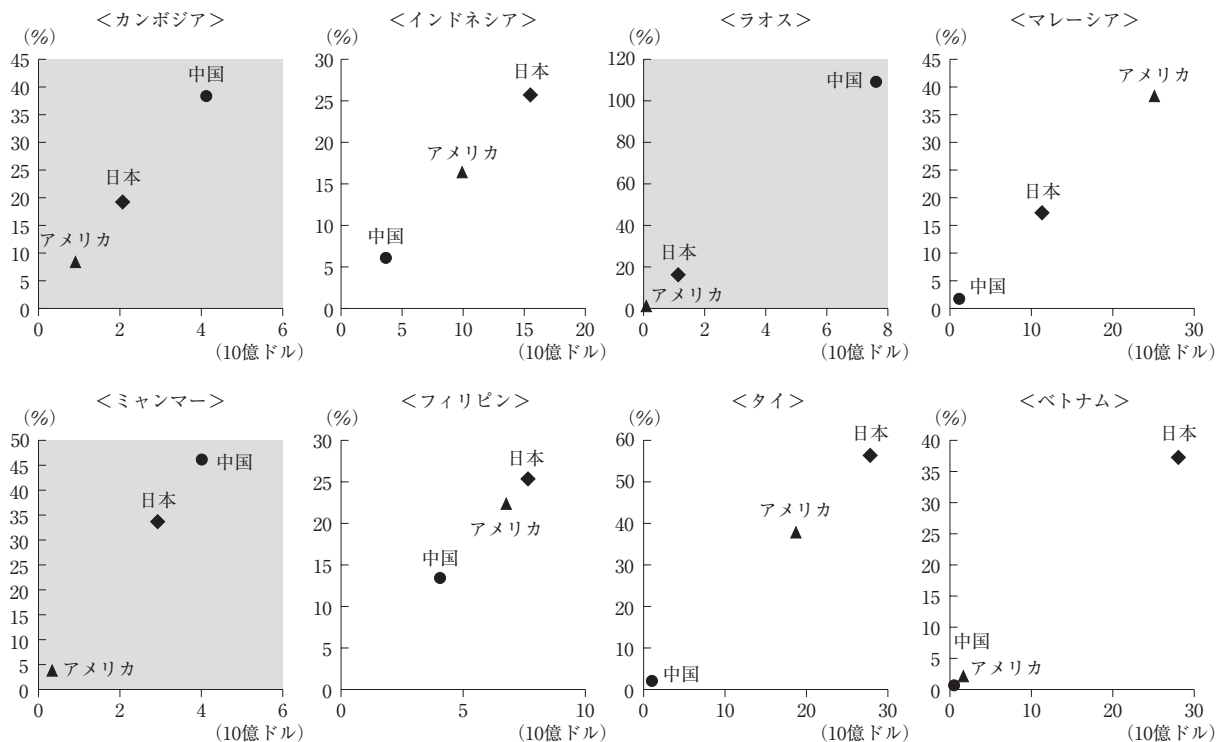 ＜カンボジア＞
(%)
45
40
35
30
25
20
15
10
5
0
中国
日本
アメリカ
0 2 4 6
(10億ドル)
＜インドネシア＞
(%)
30
25
20
15
10
5
0
日本
アメリカ
中国
0 5 10 15 20
(10億ドル)
＜ラオス＞
(%)
120
100
80
60
40
20
0
中国
日本
アメリカ
0 2 4 6 8
(10億ドル)
＜マレーシア＞
(%)
45
40
35
30
25
20
15
10
5
0
アメリカ
日本
中国
0 10 20 30
(10億ドル)
＜ミャンマー＞
(%)
50
45
40
35
30
25
20
15
10
5
0
中国
日本
アメリカ
0 2 4 6
(10億ドル)
＜フィリピン＞
(%)
30
25
20
15
10
5
0
日本
アメリカ
中国
0 5 10
(10億ドル)
＜タイ＞
(%)
60
50
40
30
20
10
0
日本
アメリカ
中国
0 10 20 30
(10億ドル)
＜ベトナム＞
(%)
40
35
30
25
20
15
10
5
0
日本
中国
アメリカ
0 10 20 30
(10億ドル)